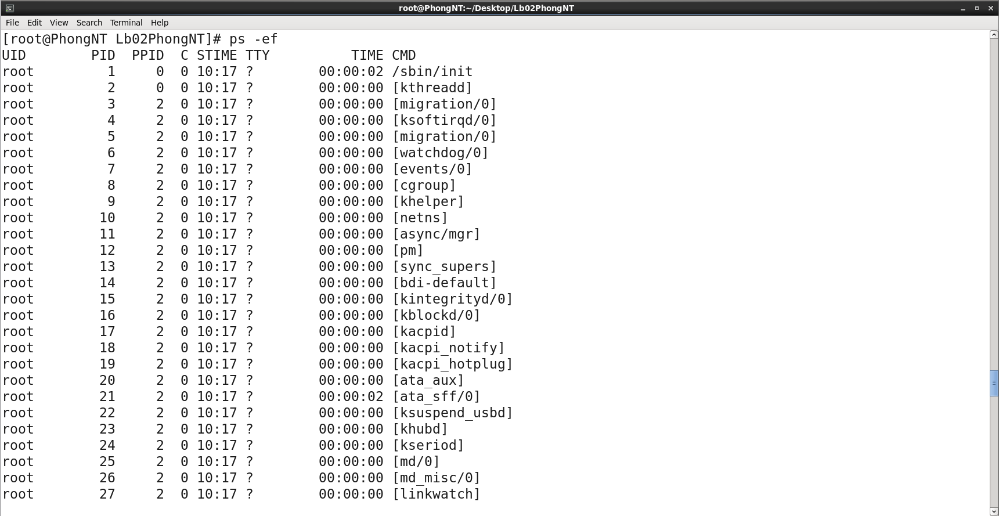 root@PhongNT:~/Desktop/Lb02PhongNT
File Edit View Search Terminal Help
[root@PhongNT Lb02PhongNT]# ps -ef
UID        PID  PPID  C STIME TTY          TIME CMD
root         1     0  0 10:17 ?        00:00:02 /sbin/init
root         2     0  0 10:17 ?        00:00:00 [kthreadd]
root         3     2  0 10:17 ?        00:00:00 [migration/0]
root         4     2  0 10:17 ?        00:00:00 [ksoftirqd/0]
root         5     2  0 10:17 ?        00:00:00 [migration/0]
root         6     2  0 10:17 ?        00:00:00 [watchdog/0]
root         7     2  0 10:17 ?        00:00:00 [events/0]
root         8     2  0 10:17 ?        00:00:00 [cgroup]
root         9     2  0 10:17 ?        00:00:00 [khelper]
root        10     2  0 10:17 ?        00:00:00 [netns]
root        11     2  0 10:17 ?        00:00:00 [async/mgr]
root        12     2  0 10:17 ?        00:00:00 [pm]
root        13     2  0 10:17 ?        00:00:00 [sync_supers]
root        14     2  0 10:17 ?        00:00:00 [bdi-default]
root        15     2  0 10:17 ?        00:00:00 [kintegrityd/0]
root        16     2  0 10:17 ?        00:00:00 [kblockd/0]
root        17     2  0 10:17 ?        00:00:00 [kacpid]
root        18     2  0 10:17 ?        00:00:00 [kacpi_notify]
root        19     2  0 10:17 ?        00:00:00 [kacpi_hotplug]
root        20     2  0 10:17 ?        00:00:00 [ata_aux]
root        21     2  0 10:17 ?        00:00:02 [ata_sff/0]
root        22     2  0 10:17 ?        00:00:00 [ksuspend_usbd]
root        23     2  0 10:17 ?        00:00:00 [khubd]
root        24     2  0 10:17 ?        00:00:00 [kseriod]
root        25     2  0 10:17 ?        00:00:00 [md/0]
root        26     2  0 10:17 ?        00:00:00 [md_misc/0]
root        27     2  0 10:17 ?        00:00:00 [linkwatch]